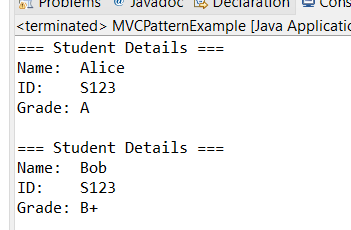 Problems @ Javadoc Declaration
<terminated> MVCPatternExample [Java Applicatio
=== Student Details ===
Name:  Alice
ID:    S123
Grade: A

=== Student Details ===
Name:  Bob
ID:    S123
Grade: B+